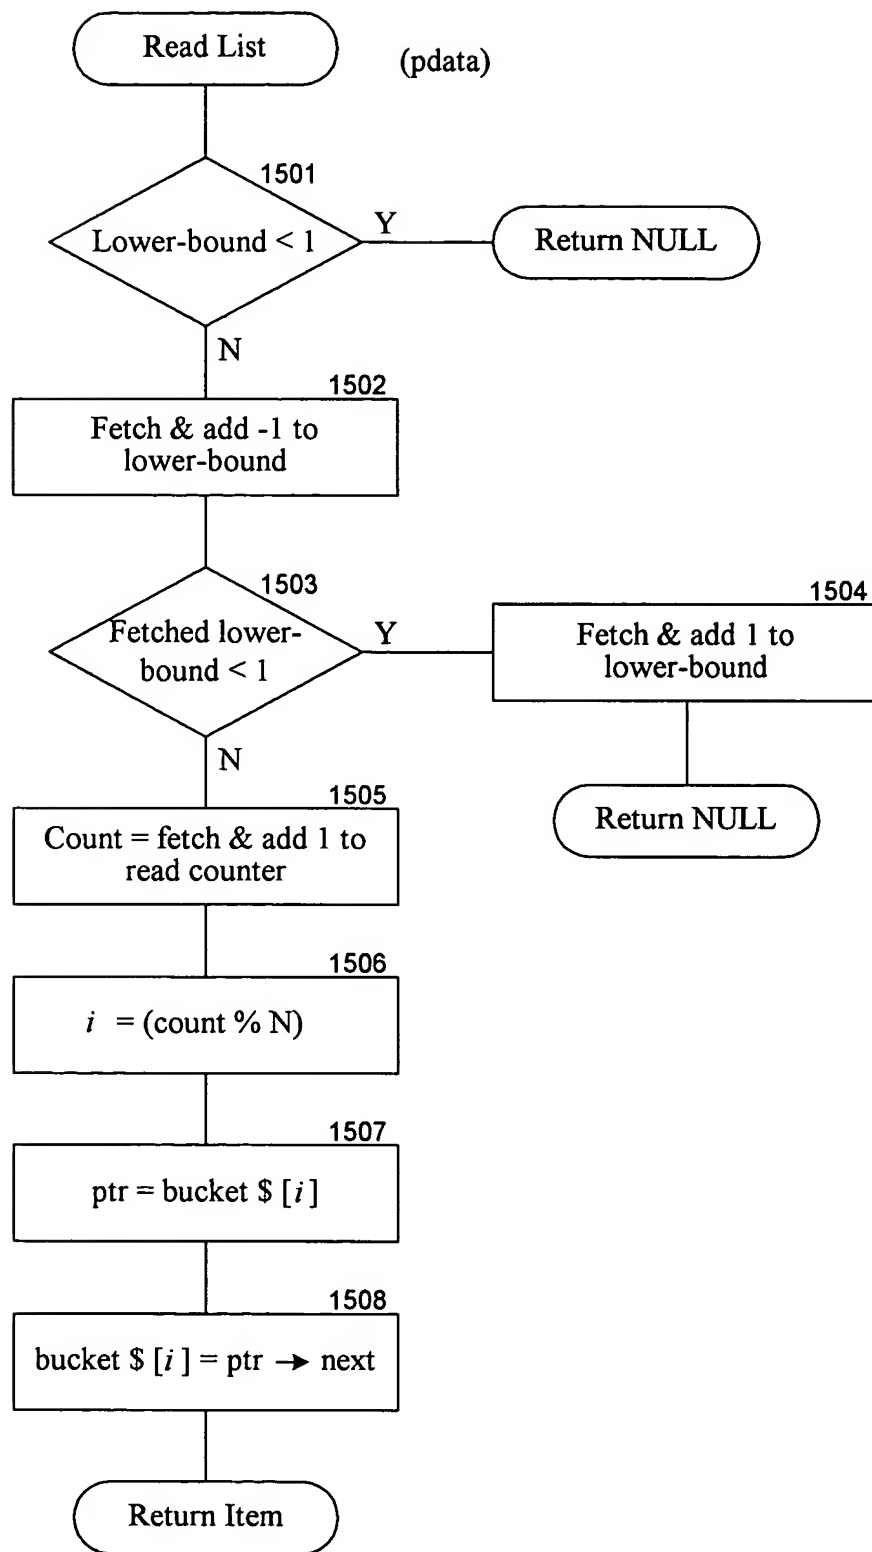 Read List
(pdata)
1501
Lower-bound < 1
Y
Return NULL
N
1502
Fetch & add -1 to
lower-bound
1503
Fetched lower-
bound < 1
Y
1504
Fetch & add 1 to
lower-bound
N
Return NULL
1505
Count = fetch & add 1 to
read counter
1506
i = (count % N)
1507
ptr = bucket $ [i]
1508
bucket $ [i] = ptr → next
Return Item